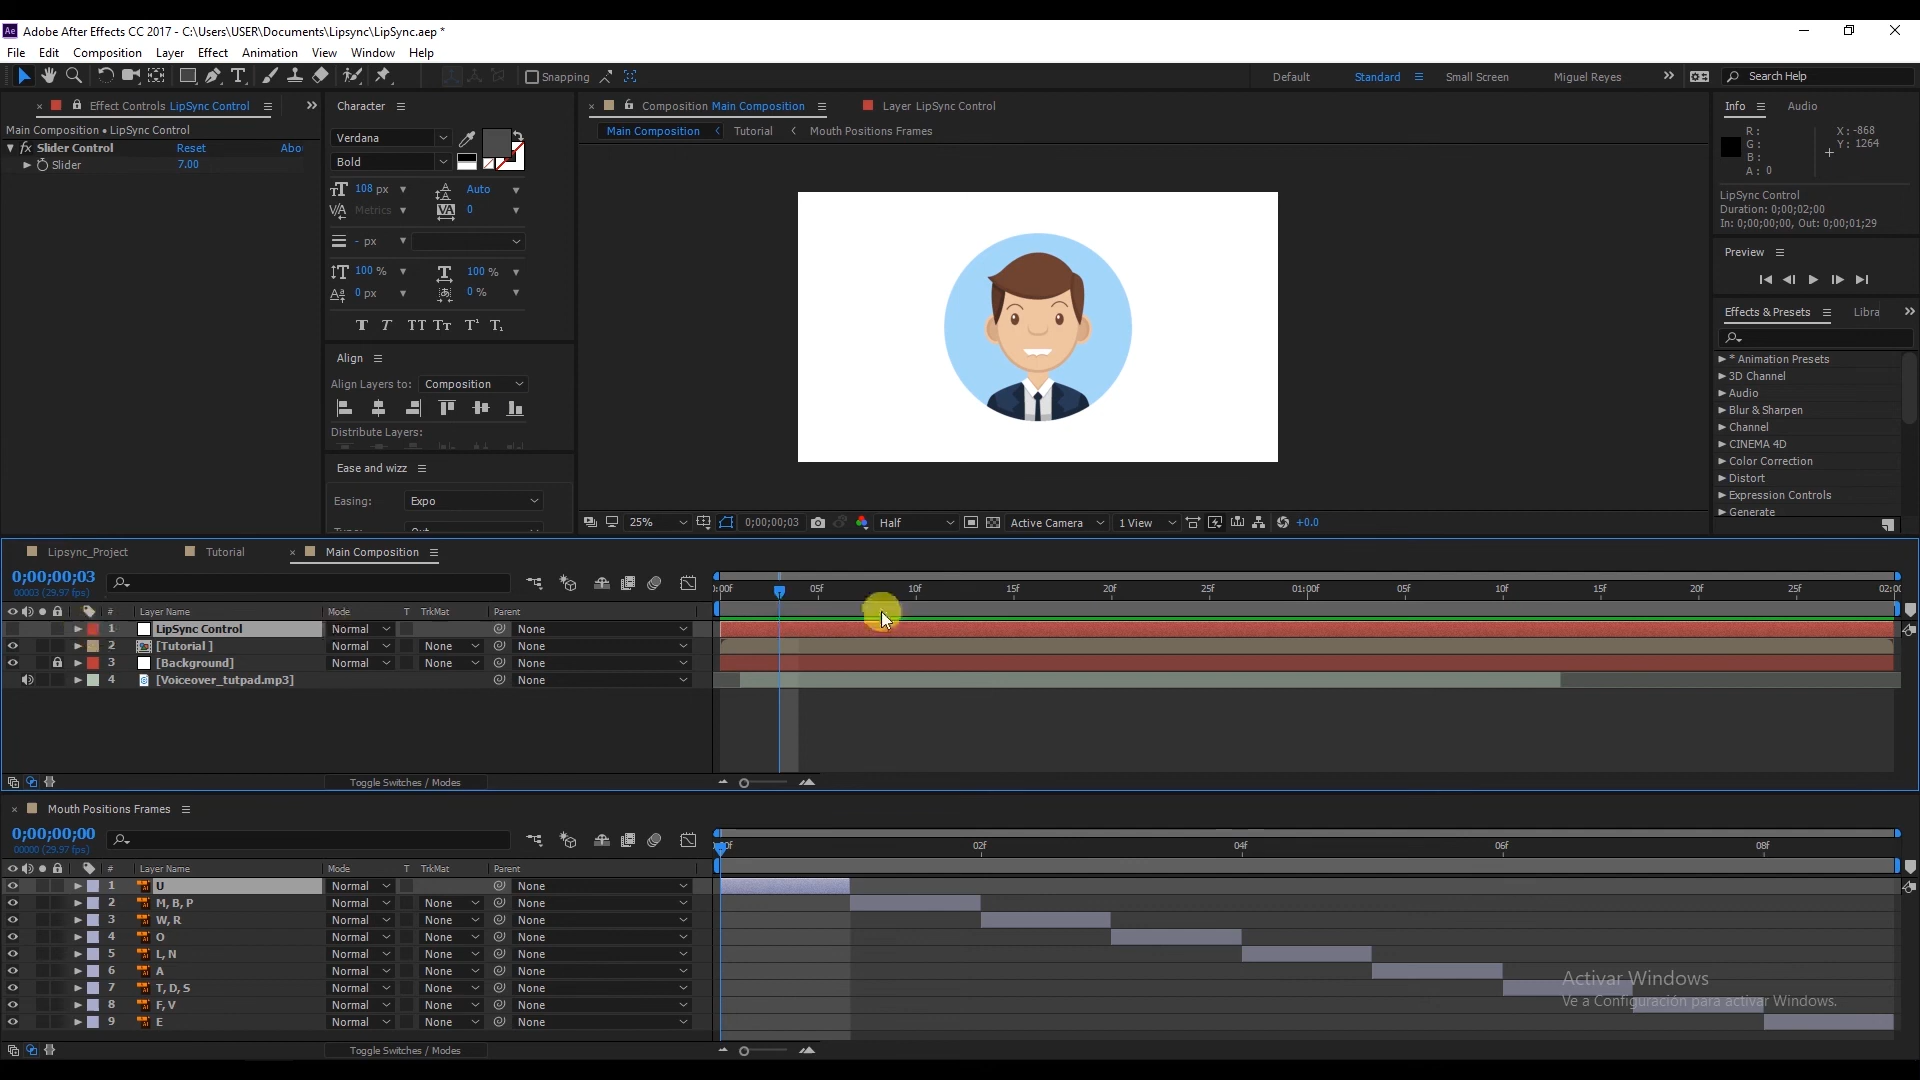 Ae Adobe After Effects CC 2017 - C:\Users\USER\Documents\Lipsync\LipSync.aep *
File Edit Composition Layer Effect Animation View Window Help
Snapping Default Standard Small Screen Miguel Reyes Search Help
Effect Controls LipSync Control
Main Composition • LipSync Control
fx Slider Control Reset Abo
Slider 7.00
Character
Verdana
Bold
108 px Auto
Metrics 0
- px
100 % 100 %
0 px 0 %
Align
Align Layers to: Composition
Distribute Layers:
Ease and wizz
Easing: Expo
Composition Main Composition Layer LipSync Control
Main Composition Tutorial Mouth Positions Frames
25% 0;00;00;03 Half Active Camera 1 View +0.0
Info Audio
R: X: -868
G: Y: 1264
B:
A: 0
LipSync Control
Duration: 0;00;02;00
In: 0;00;00;00, Out: 0;00;01;29
Preview
Effects & Presets Libra
* Animation Presets
3D Channel
Audio
Blur & Sharpen
Channel
CINEMA 4D
Color Correction
Distort
Expression Controls
Generate
Lipsync_Project Tutorial Main Composition
0;00;00;03
00003 (29.97 fps)
0:00f 05f 10f 15f 20f 25f 01:00f 05f 10f 15f 20f 25f 02:0
# Layer Name Mode T TrkMat Parent
1 LipSync Control Normal None
2 [Tutorial ] Normal None None
3 [Background] Normal None None
4 [Voiceover_tutpad.mp3] None
Toggle Switches / Modes
Mouth Positions Frames
0;00;00;00
00000 (29.97 fps)
02f 04f 06f 08f
# Layer Name Mode T TrkMat Parent
1 U Normal None
2 M, B, P Normal None None
3 W, R Normal None None
4 O Normal None None
5 L, N Normal None None
6 A Normal None None
7 T, D, S Normal None None
8 F, V Normal None None
9 E Normal None None
Toggle Switches / Modes
Activar Windows
Ve a Configuración para activar Windows.